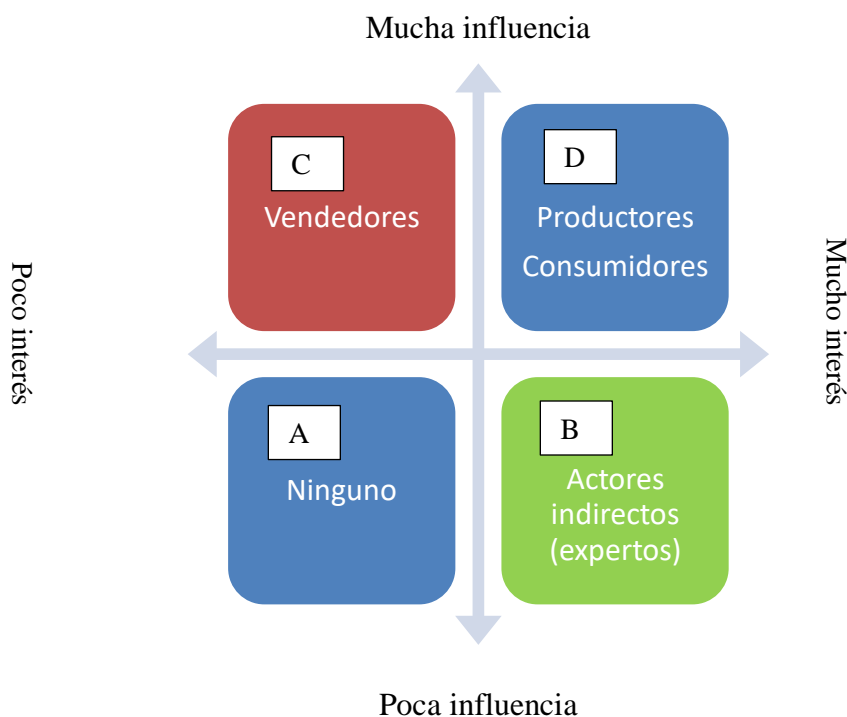 Mucha influencia
C
Vendedores
D
Productores
Consumidores
Poco interés
Mucho interés
A
Ninguno
B
Actores
indirectos
(expertos)
Poca influencia